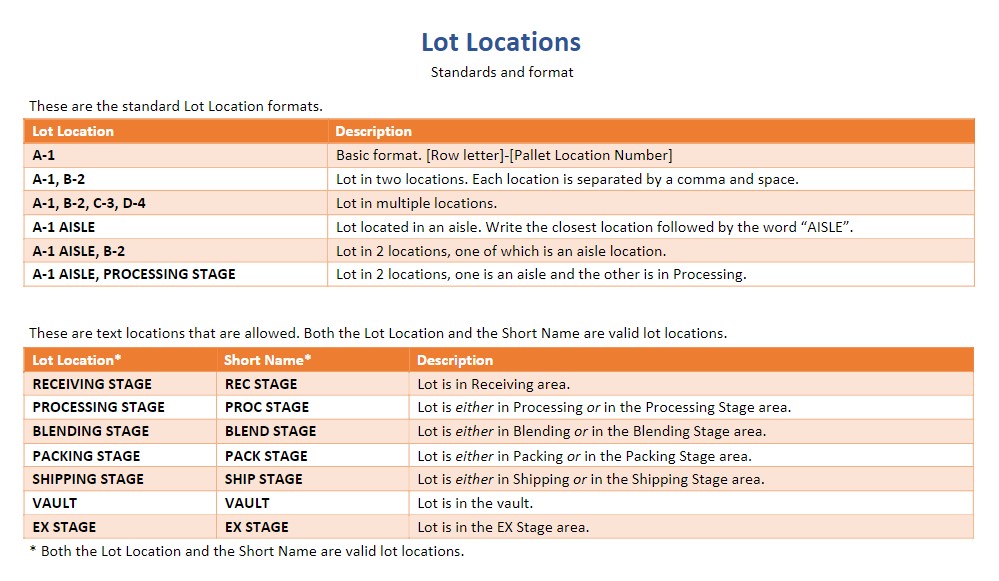 Lot Locations
Standards and format
These are the standard Lot Location formats.
Lot Location Description
A-1 Basic format. [Row letter]-[Pallet Location Number]
A-1, B-2 Lot in two locations. Each location is separated by a comma and space.
A-1, B-2, C-3, D-4 Lot in multiple locations.
A-1 AISLE Lot located in an aisle. Write the closest location followed by the word “AISLE”.
A-1 AISLE, B-2 Lot in 2 locations, one of which is an aisle location.
A-1 AISLE, PROCESSING STAGE Lot in 2 locations, one is an aisle and the other is in Processing.
These are text locations that are allowed. Both the Lot Location and the Short Name are valid lot locations.
Lot Location* Short Name* Description
RECEIVING STAGE REC STAGE Lot is in Receiving area.
PROCESSING STAGE PROC STAGE Lot is either in Processing or in the Processing Stage area.
BLENDING STAGE BLEND STAGE Lot is either in Blending or in the Blending Stage area.
PACKING STAGE PACK STAGE Lot is either in Packing or in the Packing Stage area.
SHIPPING STAGE SHIP STAGE Lot is either in Shipping or in the Shipping Stage area.
VAULT VAULT Lot is in the vault.
EX STAGE EX STAGE Lot is in the EX Stage area.
* Both the Lot Location and the Short Name are valid lot locations.